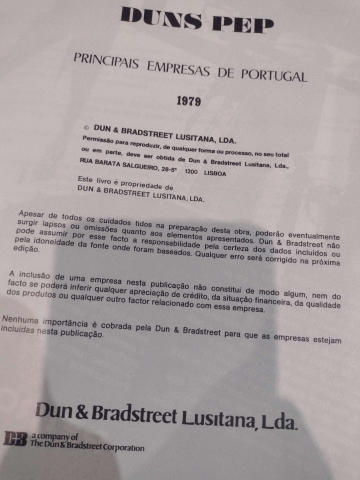 DUNS PEP
PRINCIPAIS EMPRESAS DE PORTUGAL
1979
© DUN & BRADSTREET LUSITANA, LDA.
Permissão para reproduzir, de qualquer forma ou processo, no seu total
ou em parte, deve ser obtida de Dun & Bradstreet Lusitana, Lda.,
RUA BARATA SALGUEIRO, 28-5º 1200 LISBOA
Este livro é propriedade de
DUN & BRADSTREET LUSITANA, LDA.
Apesar de todos os cuidados tidos na preparação desta obra, poderão eventualmente
surgir lapsos ou omissões quanto aos elementos apresentados. Dun & Bradstreet não
pode assumir por esse facto a responsabilidade pela certeza dos dados incluídos ou
pela idoneidade da fonte onde foram baseados. Qualquer erro será corrigido na próxima
edição.
A inclusão de uma empresa nesta publicação não constitui de modo algum, nem do
facto se poderá inferir qualquer apreciação de crédito, da situação financeira, da qualidade
dos produtos ou qualquer outro factor relacionado com essa empresa.
Nenhuma importância é cobrada pela Dun & Bradstreet para que as empresas estejam
incluídas nesta publicação.
Dun & Bradstreet Lusitana, Lda.
DB a company of
The Dun & Bradstreet Corporation